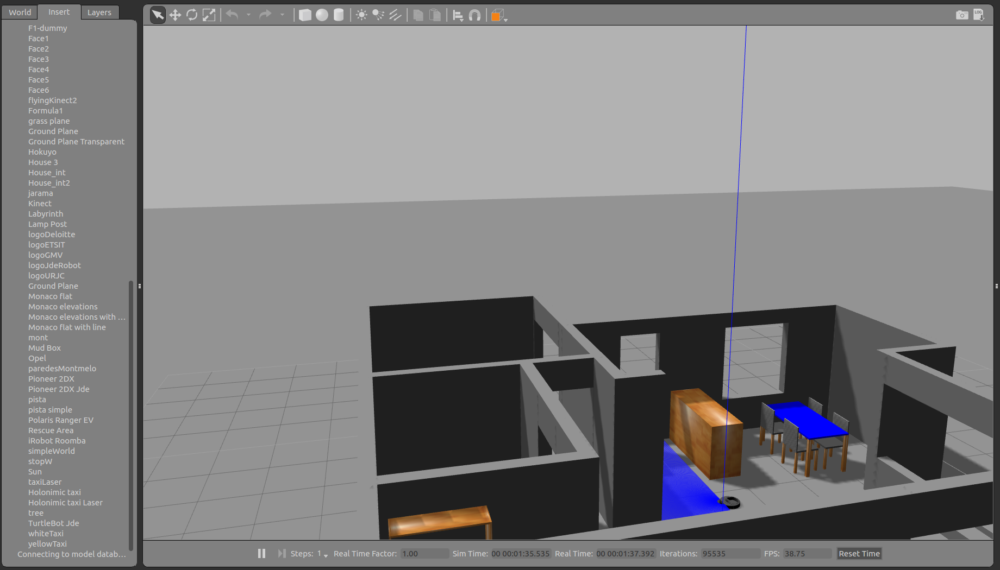 World Insert Layers
F1-dummy
Face1
Face2
Face3
Face4
Face5
Face6
flyingKinect2
Formula1
grass plane
Ground Plane
Ground Plane Transparent
Hokuyo
House 3
House_int
House_int2
jarama
Kinect
Labyrinth
Lamp Post
logoDeloitte
logoETSIT
logoGMV
logoJdeRobot
logoURJC
Ground Plane
Monaco flat
Monaco elevations
Monaco elevations with ...
Monaco flat with line
mont
Mud Box
Opel
paredesMontmelo
Pioneer 2DX
Pioneer 2DX Jde
pista
pista simple
Polaris Ranger EV
Rescue Area
iRobot Roomba
simpleWorld
stopW
Sun
taxiLaser
Holonimic taxi
Holonimic taxi Laser
tree
TurtleBot Jde
whiteTaxi
yellowTaxi
Connecting to model datab...
LOG
Steps: 1 Real Time Factor: 1.00 Sim Time: 00 00:01:35.535 Real Time: 00 00:01:37.392 Iterations: 95535 FPS: 38.75 Reset Time